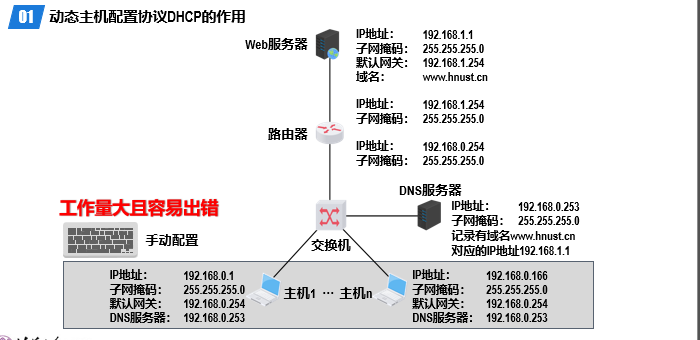 01 动态主机配置协议DHCP的作用
Web服务器
IP地址： 192.168.1.1
子网掩码： 255.255.255.0
默认网关： 192.168.1.254
域名： www.hnust.cn
路由器
IP地址： 192.168.1.254
子网掩码： 255.255.255.0
IP地址： 192.168.0.254
子网掩码： 255.255.255.0
DNS服务器
IP地址： 192.168.0.253
子网掩码： 255.255.255.0
记录有域名www.hnust.cn
对应的IP地址192.168.1.1
工作量大且容易出错
手动配置
交换机
IP地址： 192.168.0.1
子网掩码： 255.255.255.0
默认网关： 192.168.0.254
DNS服务器： 192.168.0.253
主机1 … 主机n
IP地址： 192.168.0.166
子网掩码： 255.255.255.0
默认网关： 192.168.0.254
DNS服务器： 192.168.0.253